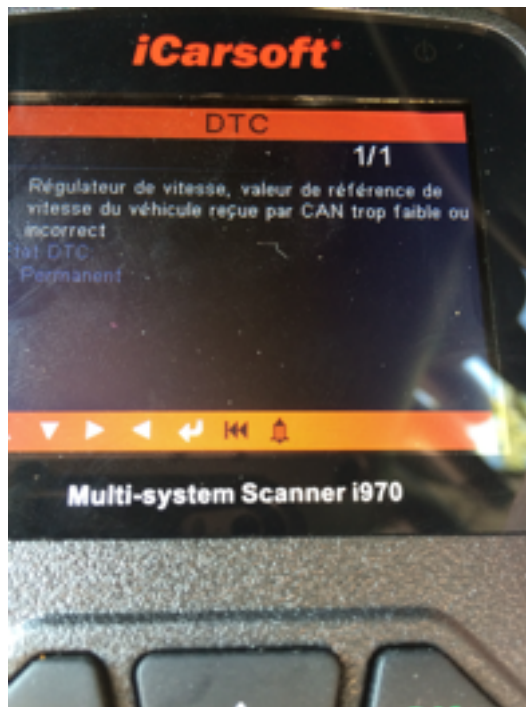 iCarsoft
DTC
1/1
Régulateur de vitesse, valeur de référence de
vitesse du véhicule reçue par CAN trop faible ou
incorrect
DTC
Permanent
Multi-system Scanner i970